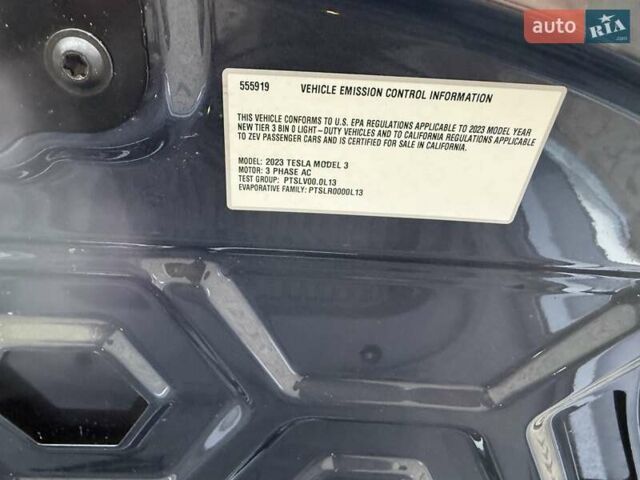 auto RIA
.com
555919 VEHICLE EMISSION CONTROL INFORMATION
THIS VEHICLE CONFORMS TO U.S. EPA REGULATIONS APPLICABLE TO 2023 MODEL YEAR
NEW TIER 3 BIN 0 LIGHT-DUTY VEHICLES AND TO CALIFORNIA REGULATIONS APPLICABLE
TO ZEV PASSENGER CARS AND IS CERTIFIED FOR SALE IN CALIFORNIA.
MODEL: 2023 TESLA MODEL 3
MOTOR: 3 PHASE AC
TEST GROUP: PTSLV00.0L13
EVAPORATIVE FAMILY: PTSLR0000L13